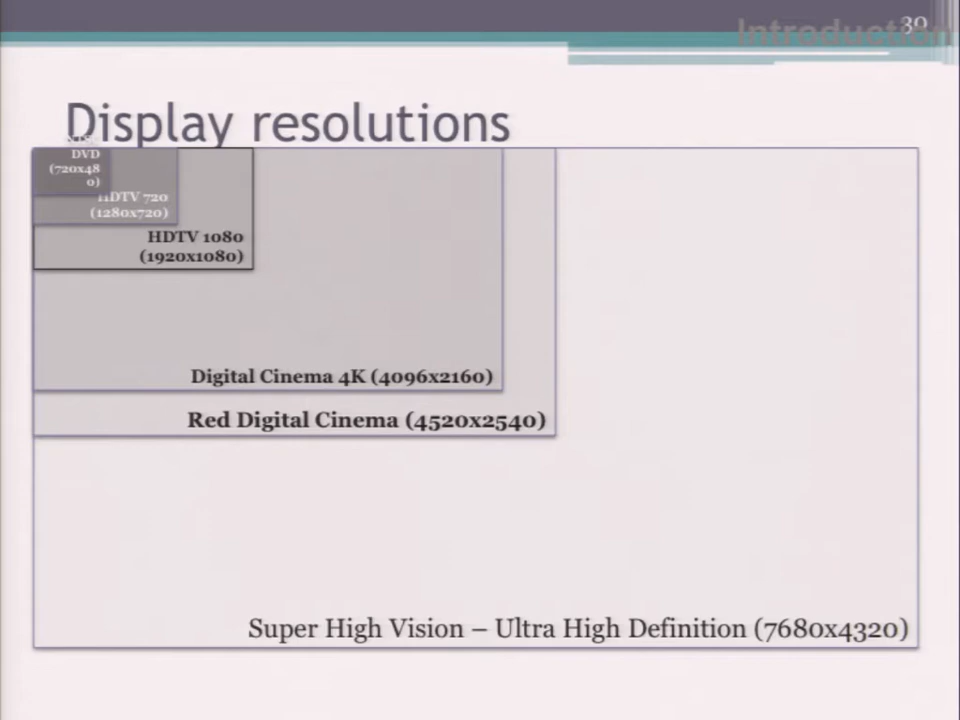 30
Introduction
Display resolutions
DVD
(720x48
0)
HDTV 720
(1280x720)
HDTV 1080
(1920x1080)
Digital Cinema 4K (4096x2160)
Red Digital Cinema (4520x2540)
Super High Vision – Ultra High Definition (7680x4320)